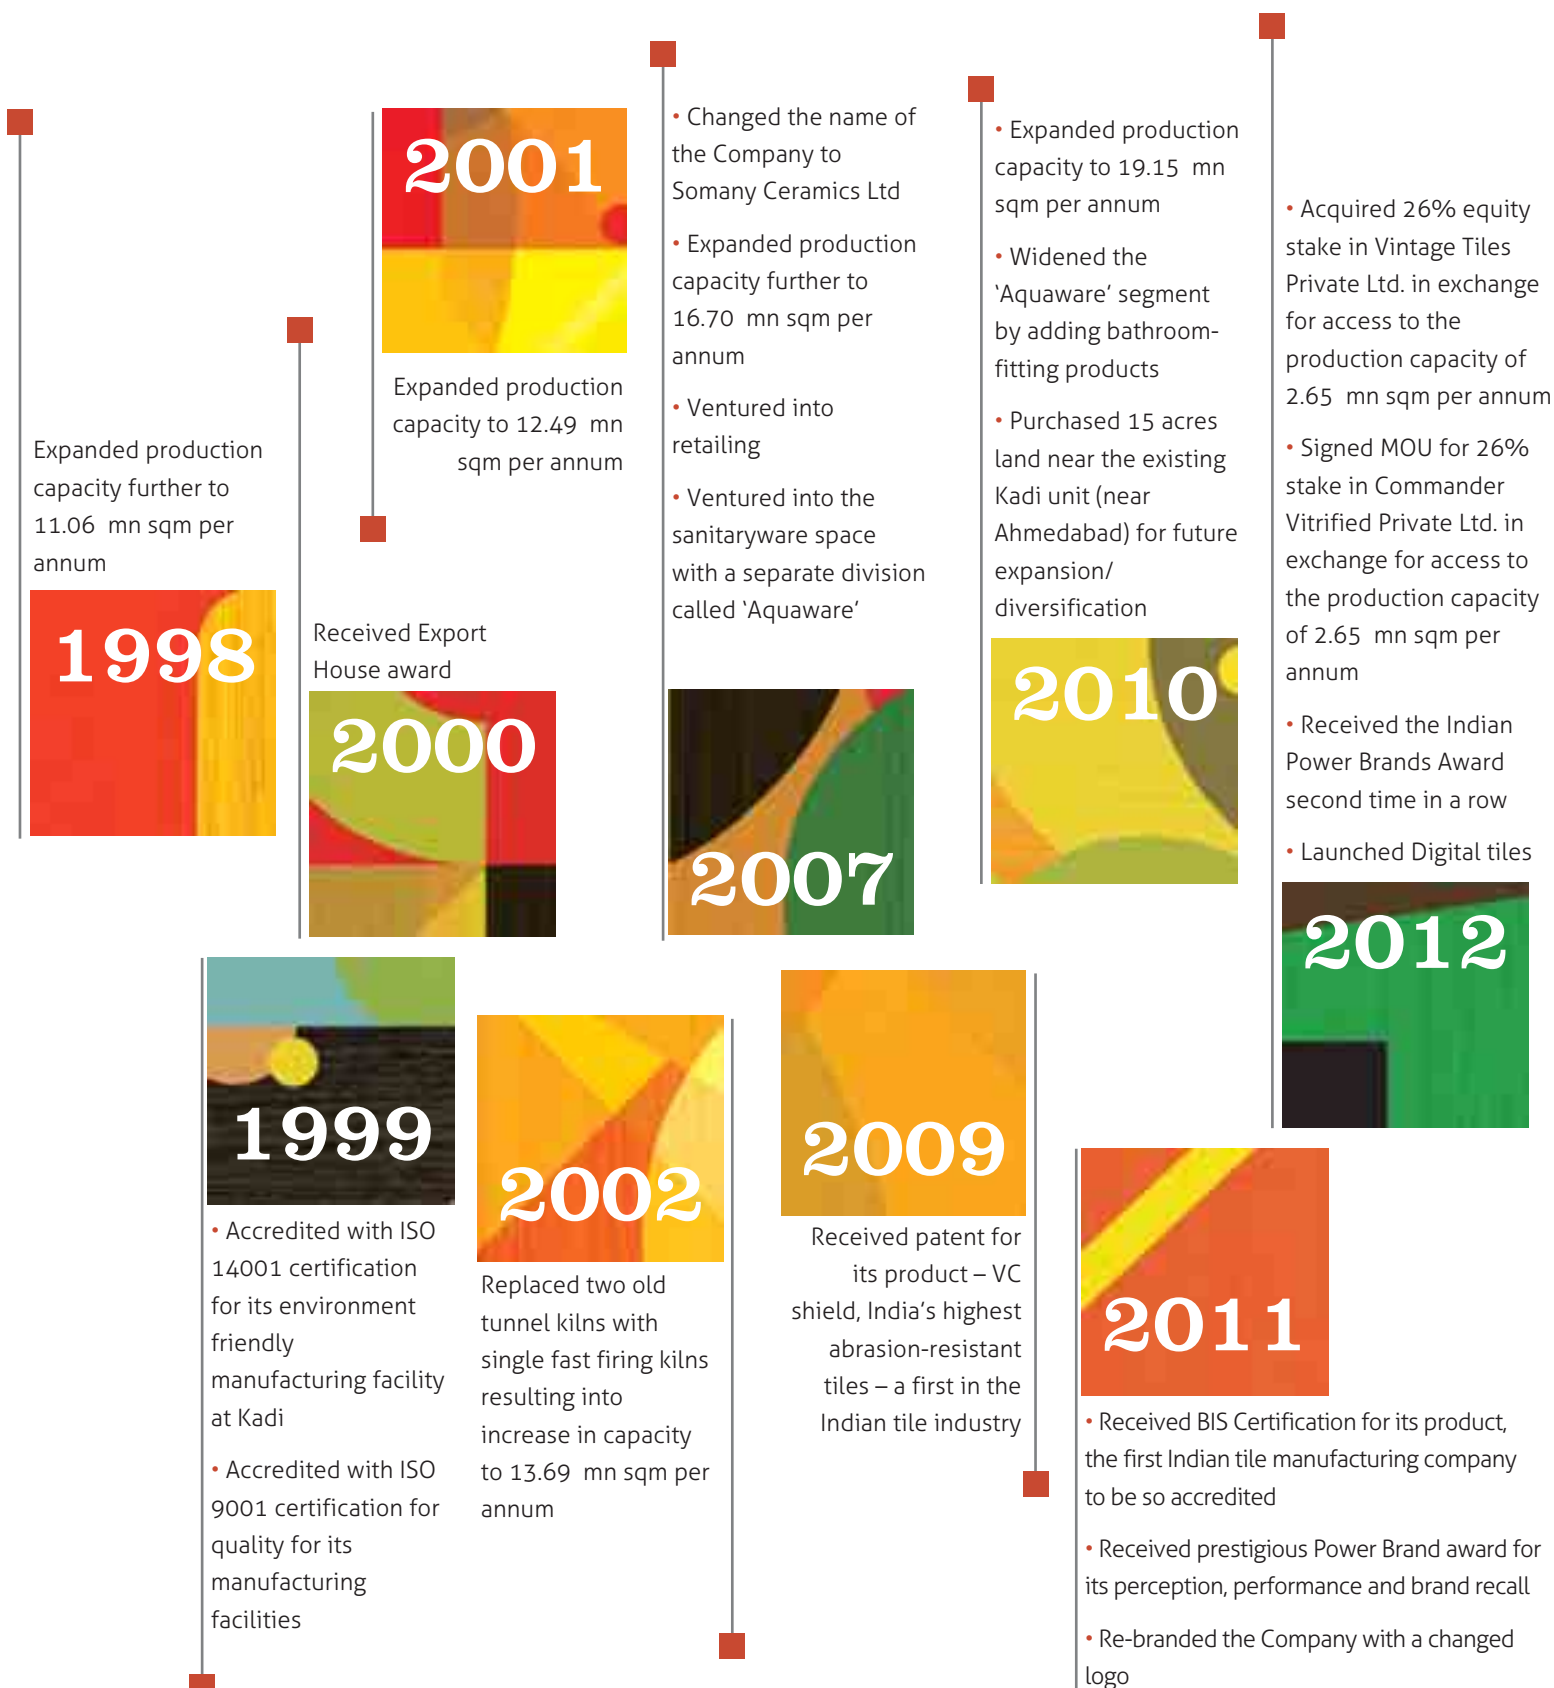 Expanded production
capacity further to
11.06 mn sqm per
annum
1998
• Accredited with ISO
14001 certification
for its environment
friendly
manufacturing facility
at Kadi
• Accredited with ISO
9001 certification for
quality for its
manufacturing
facilities
1999
Received Export
House award
2000
2001
Expanded production
capacity to 12.49 mn
sqm per annum
2002
Replaced two old
tunnel kilns with
single fast firing kilns
resulting into
increase in capacity
to 13.69 mn sqm per
annum
• Changed the name of
the Company to
Somany Ceramics Ltd
• Expanded production
capacity further to
16.70 mn sqm per
annum
• Ventured into
retailing
• Ventured into the
sanitaryware space
with a separate division
called ‘Aquaware’
2007
2009
Received patent for
its product – VC
shield, India’s highest
abrasion-resistant
tiles – a first in the
Indian tile industry
• Expanded production
capacity to 19.15 mn
sqm per annum
• Widened the
‘Aquaware’ segment
by adding bathroom-
fitting products
• Purchased 15 acres
land near the existing
Kadi unit (near
Ahmedabad) for future
expansion/
diversification
2010
2011
• Received BIS Certification for its product,
the first Indian tile manufacturing company
to be so accredited
• Received prestigious Power Brand award for
its perception, performance and brand recall
• Re-branded the Company with a changed
logo
• Acquired 26% equity
stake in Vintage Tiles
Private Ltd. in exchange
for access to the
production capacity of
2.65 mn sqm per annum
• Signed MOU for 26%
stake in Commander
Vitrified Private Ltd. in
exchange for access to
the production capacity
of 2.65 mn sqm per
annum
• Received the Indian
Power Brands Award
second time in a row
• Launched Digital tiles
2012